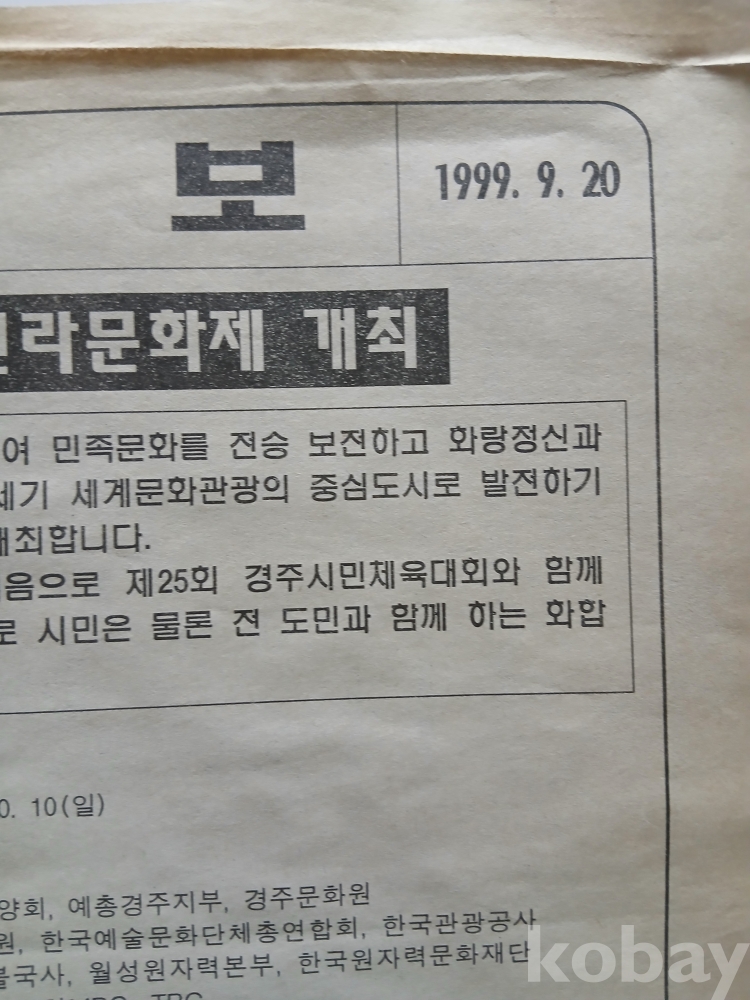 보
1999. 9. 20
라문화제 개최
여 민족문화를 전승 보전하고 화랑정신과
세기 세계문화관광의 중심도시로 발전하기
개최합니다.
음으로 제25회 경주시민체육대회와 함께
로 시민은 물론 전 도민과 함께 하는 화합
0. 10(일)
양회, 예총경주지부, 경주문화원
원, 한국예술문화단체총연합회, 한국관광공사
불국사, 월성원자력본부, 한국원자력문화재단
kobay